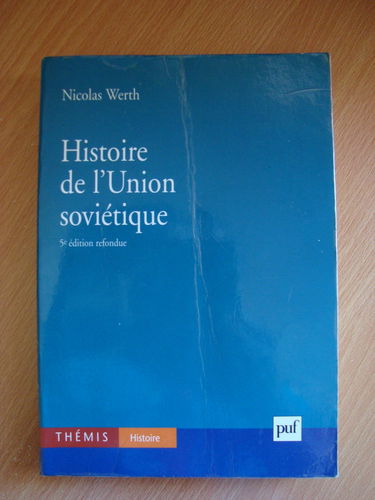 Nicolas Werth
Histoire
de l'Union
soviétique
5e édition refondue
THÉMIS Histoire
puf